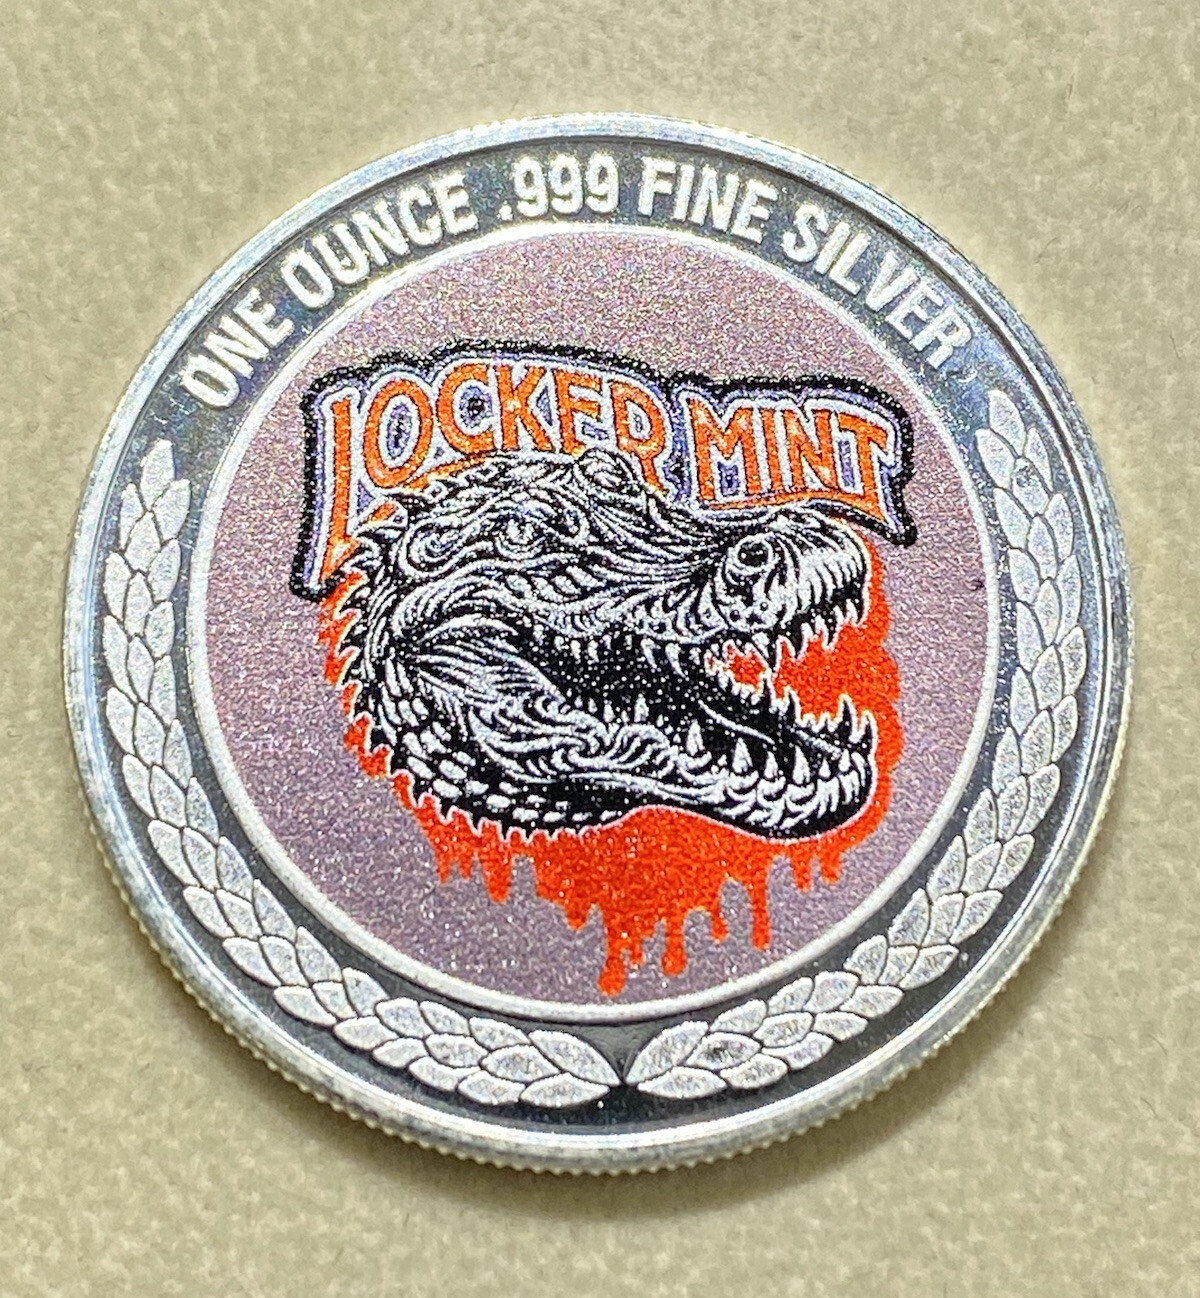 ONE OUNCE .999 FINE SILVER
LOCKER MINT